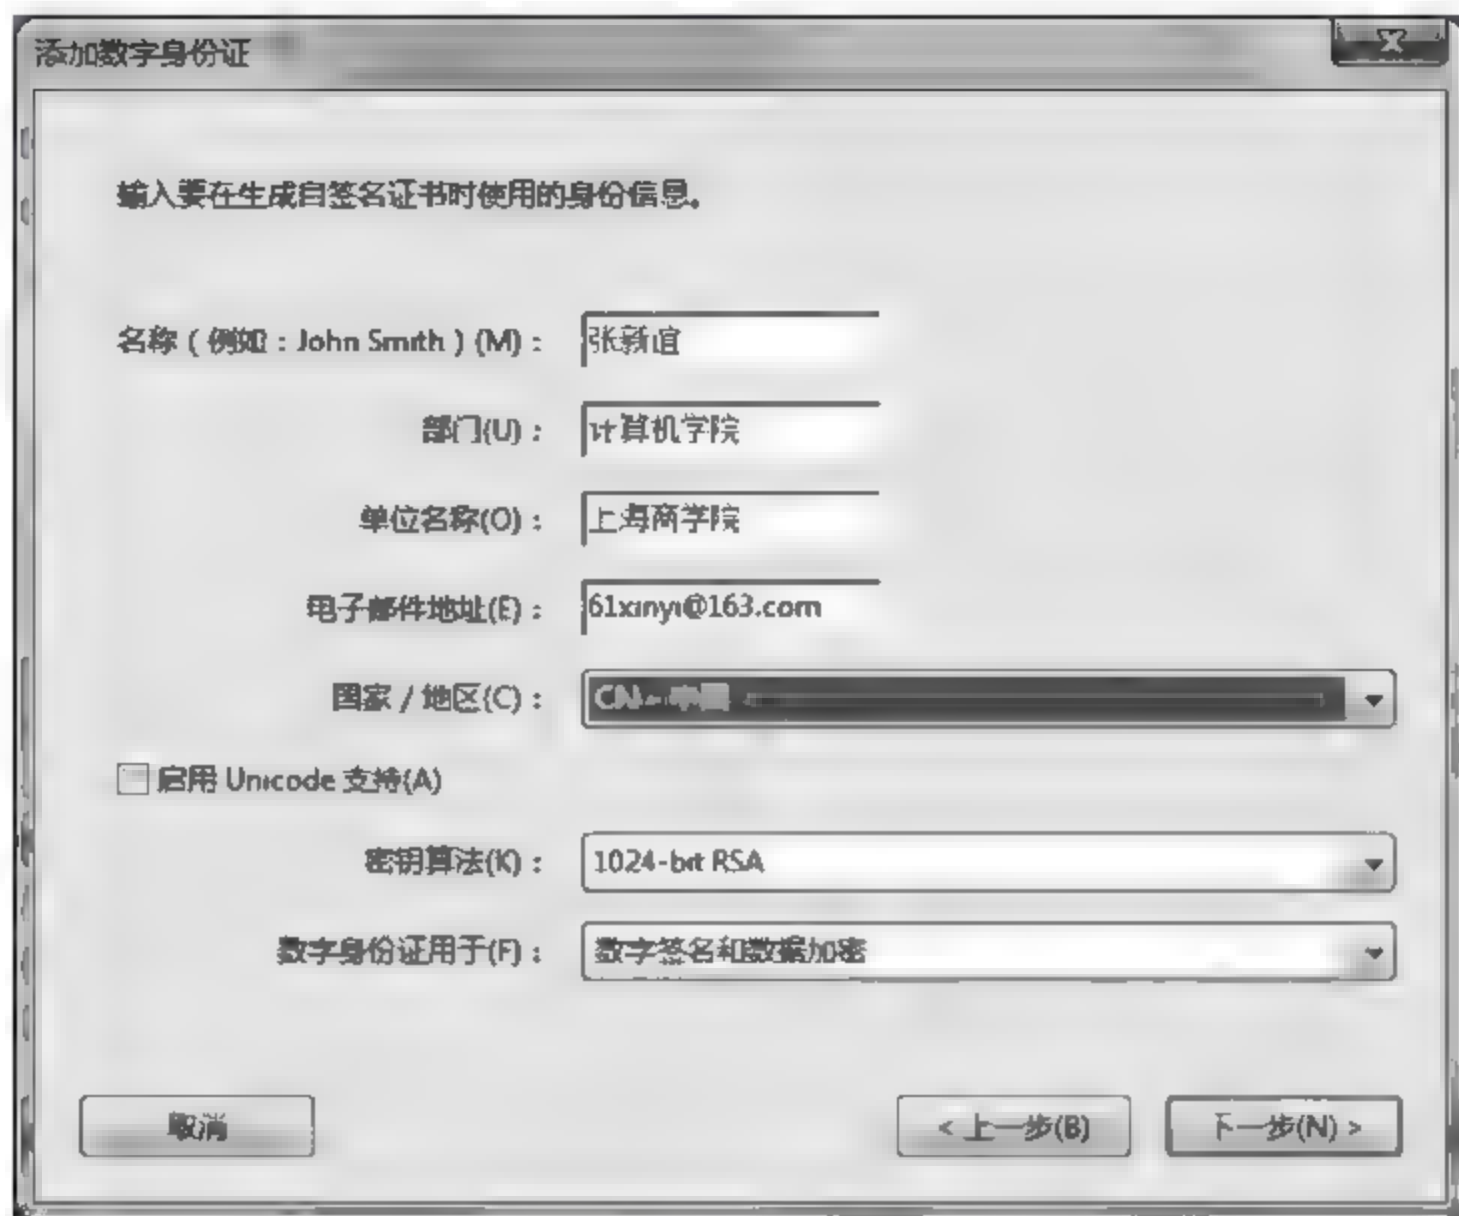 添加数字身份证
输入要在生成自签名证书时使用的身份信息。
名称（例如：John Smith）(M)： 张新谊
部门(U)： 计算机学院
单位名称(O)： 上海商学院
电子邮件地址(E)： 61xinyi@163.com
国家／地区(C)： CN - 中国
启用 Unicode 支持(A)
密钥算法(K)： 1024-bit RSA
数字身份证用于(F)： 数字签名和数据加密
取消 < 上一步(B) 下一步(N) >